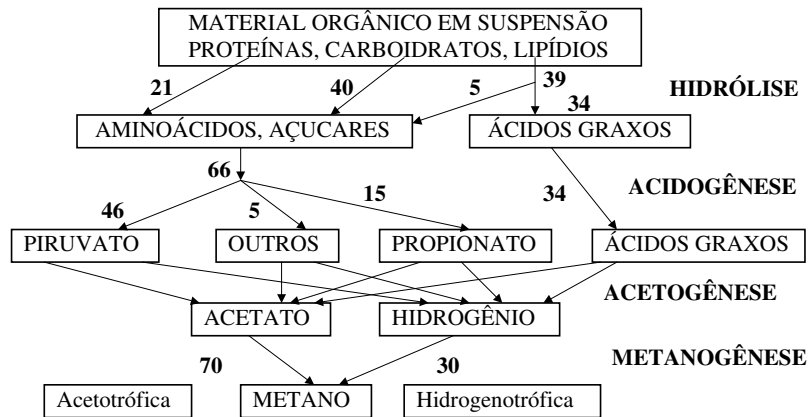 MATERIAL ORGÂNICO EM SUSPENSÃO
PROTEÍNAS, CARBOIDRATOS, LIPÍDIOS
21
40
5
39
HIDRÓLISE
34
AMINOÁCIDOS, AÇUCARES
ÁCIDOS GRAXOS
66
15
34
ACIDOGÊNESE
46
5
PIRUVATO
OUTROS
PROPIONATO
ÁCIDOS GRAXOS
ACETOGÊNESE
ACETATO
HIDROGÊNIO
METANOGÊNESE
70
30
Acetotrófica
METANO
Hidrogenotrófica